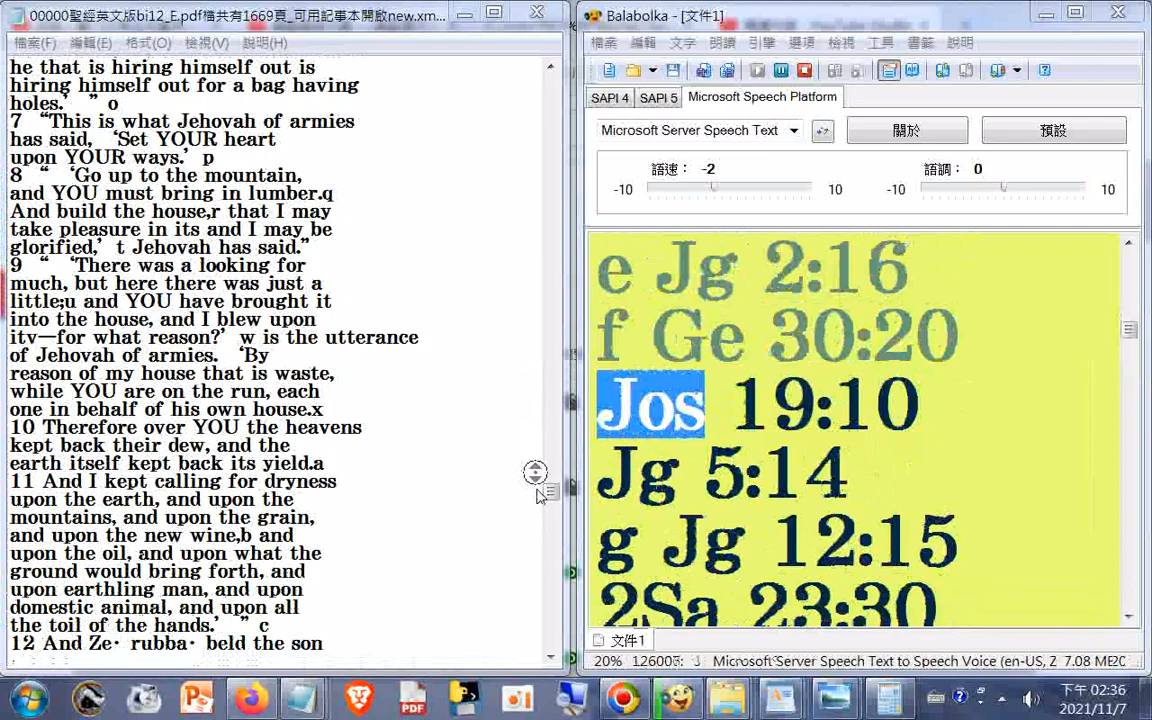 00000聖經英文版bi12_E.pdf檔共有1669頁_可用記事本開啟new.xm...
檔案(F) 編輯(E) 格式(O) 檢視(V) 說明(H)
he that is hiring himself out is
hiring himself out for a bag having
holes.’ ” o
7 “This is what Jehovah of armies
has said, ‘Set YOUR heart
upon YOUR ways.’ p
8 “ ‘Go up to the mountain,
and YOU must bring in lumber.q
And build the house,r that I may
take pleasure in its and I may be
glorified,’ t Jehovah has said.”
9 “ ‘There was a looking for
much, but here there was just a
little;u and YOU have brought it
into the house, and I blew upon
itv—for what reason?’ w is the utterance
of Jehovah of armies. ‘By
reason of my house that is waste,
while YOU are on the run, each
one in behalf of his own house.x
10 Therefore over YOU the heavens
kept back their dew, and the
earth itself kept back its yield.a
11 And I kept calling for dryness
upon the earth, and upon the
mountains, and upon the grain,
and upon the new wine,b and
upon the oil, and upon what the
ground would bring forth, and
upon earthling man, and upon
domestic animal, and upon all
the toil of the hands.’ ” c
12 And Ze· rubba· beld the son
Balabolka - [文件1]
檔案 編輯 文字 朗讀 引擎 選項 檢視 工具 書籤 說明
SAPI 4 SAPI 5 Microsoft Speech Platform
Microsoft Server Speech Text 關於 預設
語速: -2 語調: 0
-10 10 -10 10
e Jg 2:16
f Ge 30:20
Jos 19:10
Jg 5:14
g Jg 12:15
2Sa 23:30
文件1
20% Microsoft Server Speech Text to Speech Voice (en-US, 7.08
PDF
下午 02:36
2021/11/7